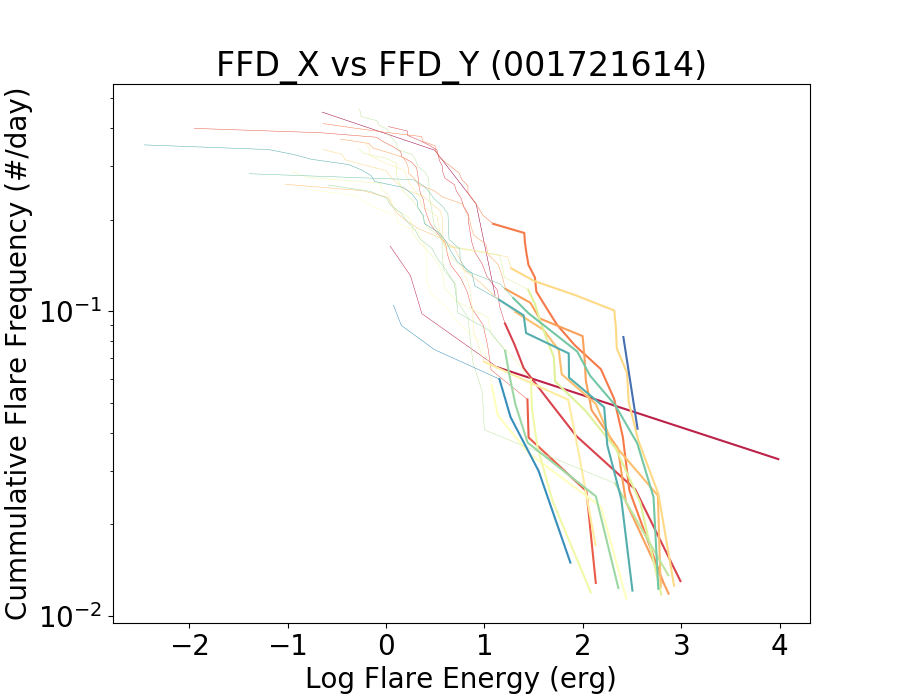 FFD_X vs FFD_Y (001721614)
Cummulative Flare Frequency (#/day)
10⁻¹
10⁻²
−2 −1 0 1 2 3 4
Log Flare Energy (erg)